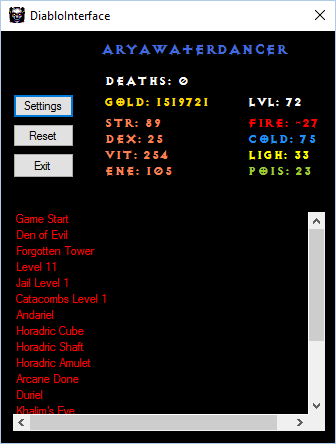 DiabloInterface
ARYAWATERDANCER
DEATHS: 0
Settings
GOLD: 1519721
LVL: 72
Reset
STR: 89
FIRE: -27
DEX: 25
COLD: 75
Exit
VIT: 254
LIGH: 33
ENE: 105
POIS: 23
Game Start
Den of Evil
Forgotten Tower
Level 11
Jail Level 1
Catacombs Level 1
Andariel
Horadric Cube
Horadric Shaft
Horadric Amulet
Arcane Done
Duriel
Khalim's Eye